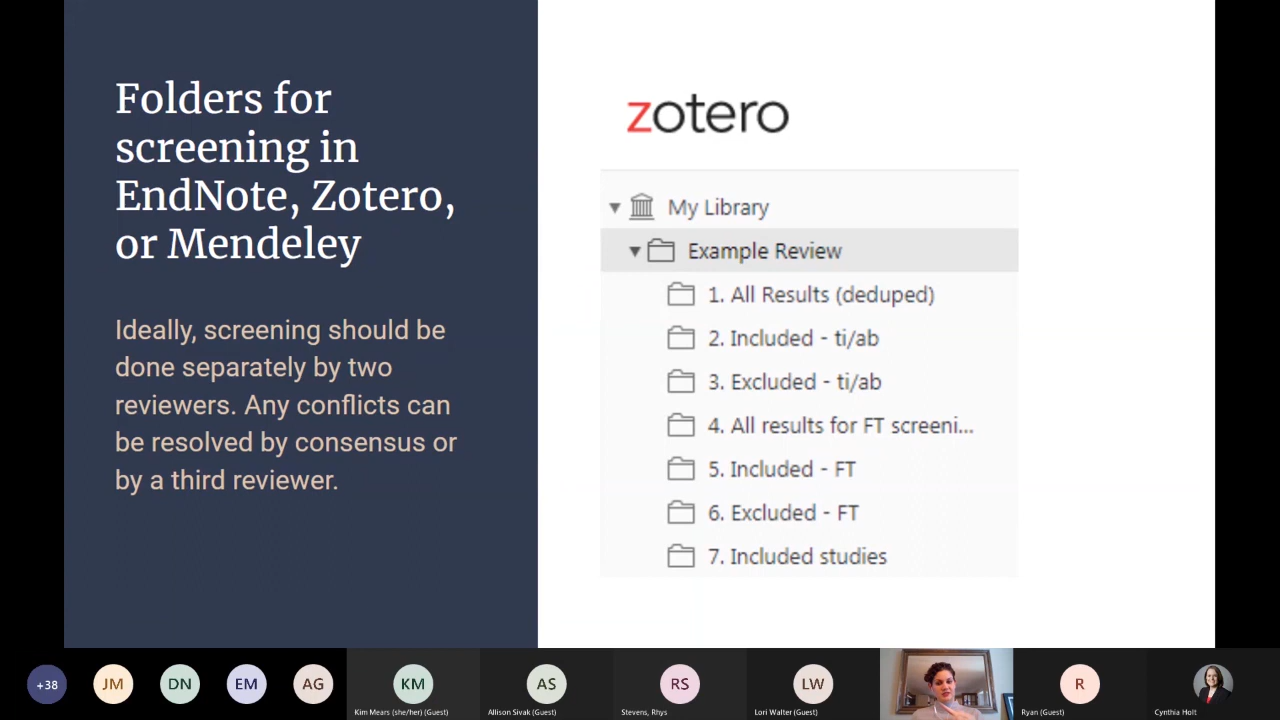 Folders for
screening in
EndNote, Zotero,
or Mendeley
Ideally, screening should be
done separately by two
reviewers. Any conflicts can
be resolved by consensus or
by a third reviewer.
zotero
My Library
Example Review
1. All Results (deduped)
2. Included - ti/ab
3. Excluded - ti/ab
4. All results for FT screeni...
5. Included - FT
6. Excluded - FT
7. Included studies
+38
JM
DN
EM
AG
KM
Kim Mears (she/her) (Guest)
AS
Allison Sivak (Guest)
RS
Stevens, Rhys
LW
Lori Walter (Guest)
R
Ryan (Guest)
Cynthia Holt